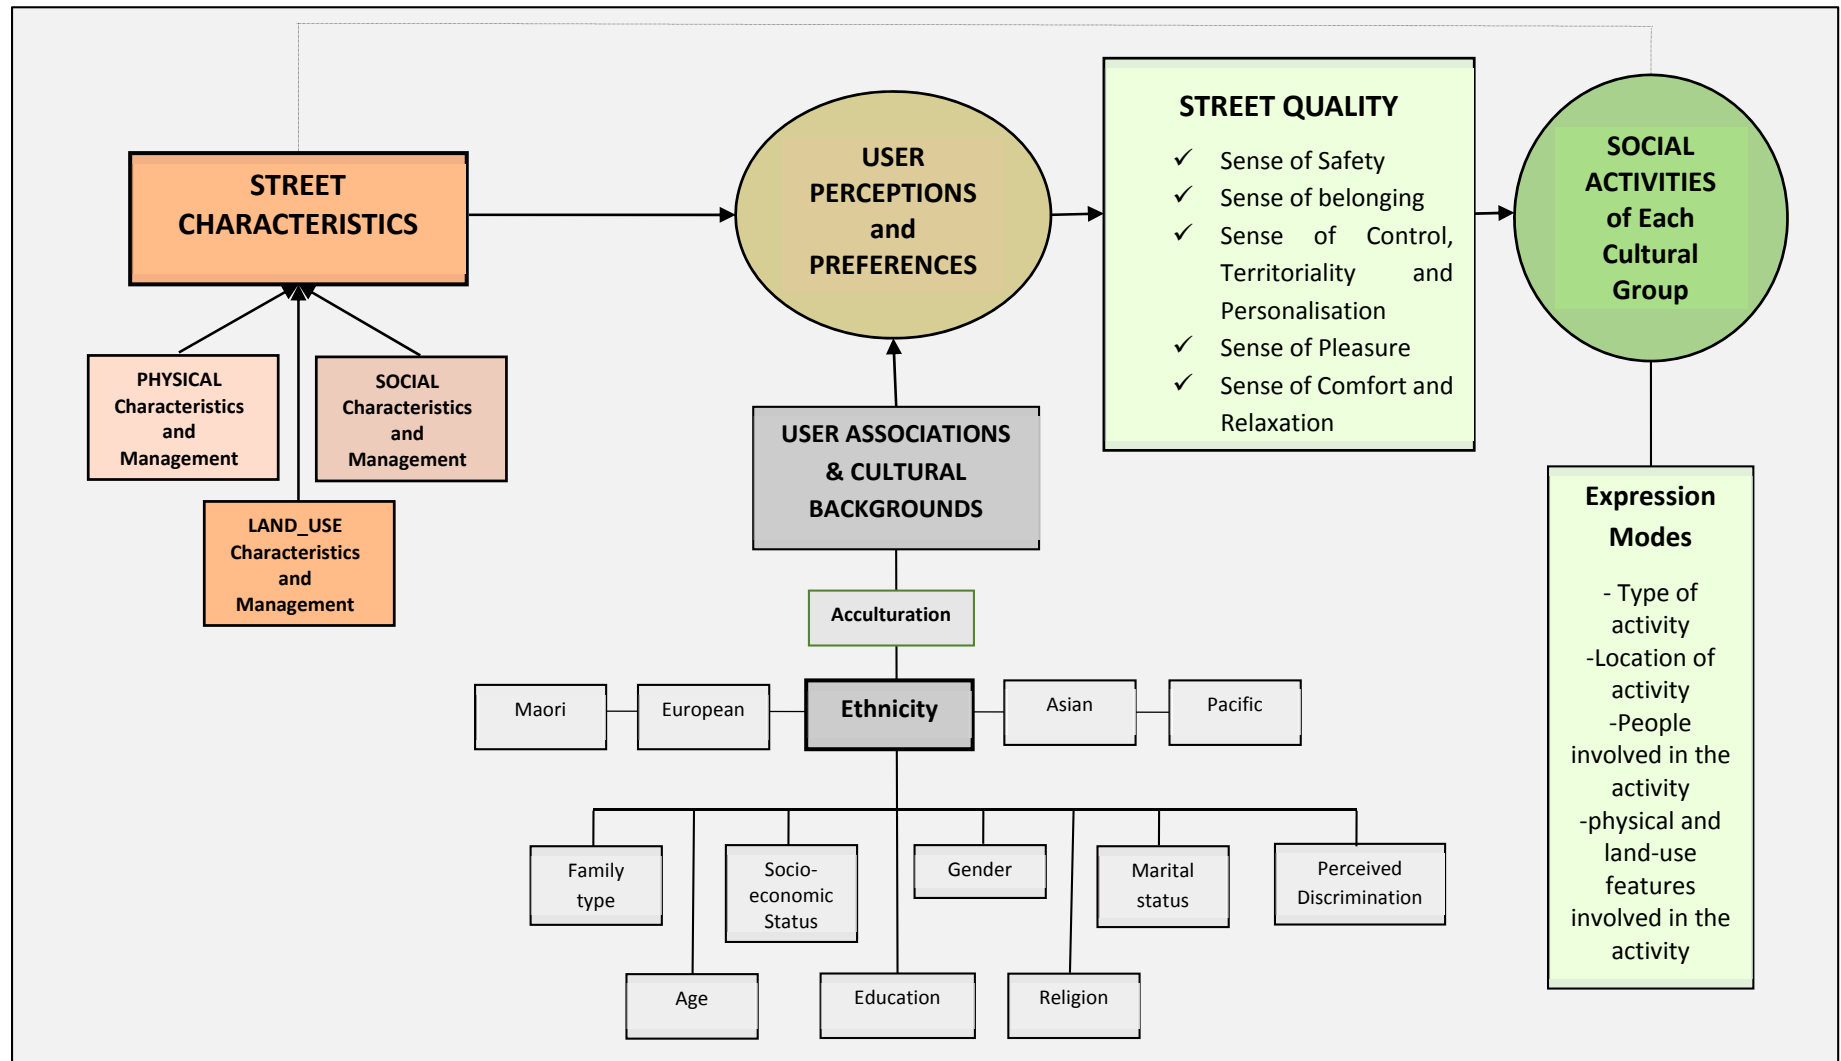 STREET
CHARACTERISTICS
PHYSICAL
Characteristics
and
Management
SOCIAL
Characteristics
and
Management
LAND_USE
Characteristics
and
Management
USER
PERCEPTIONS
and
PREFERENCES
STREET QUALITY
✓ Sense of Safety
✓ Sense of belonging
✓ Sense of Control,
Territoriality and
Personalisation
✓ Sense of Pleasure
✓ Sense of Comfort and
Relaxation
SOCIAL
ACTIVITIES
of Each
Cultural
Group
USER ASSOCIATIONS
& CULTURAL
BACKGROUNDS
Acculturation
Maori
European
Ethnicity
Asian
Pacific
Family
type
Socio-
economic
Status
Gender
Marital
status
Perceived
Discrimination
Age
Education
Religion
Expression
Modes
- Type of
activity
-Location of
activity
-People
involved in the
activity
-physical and
land-use
features
involved in the
activity